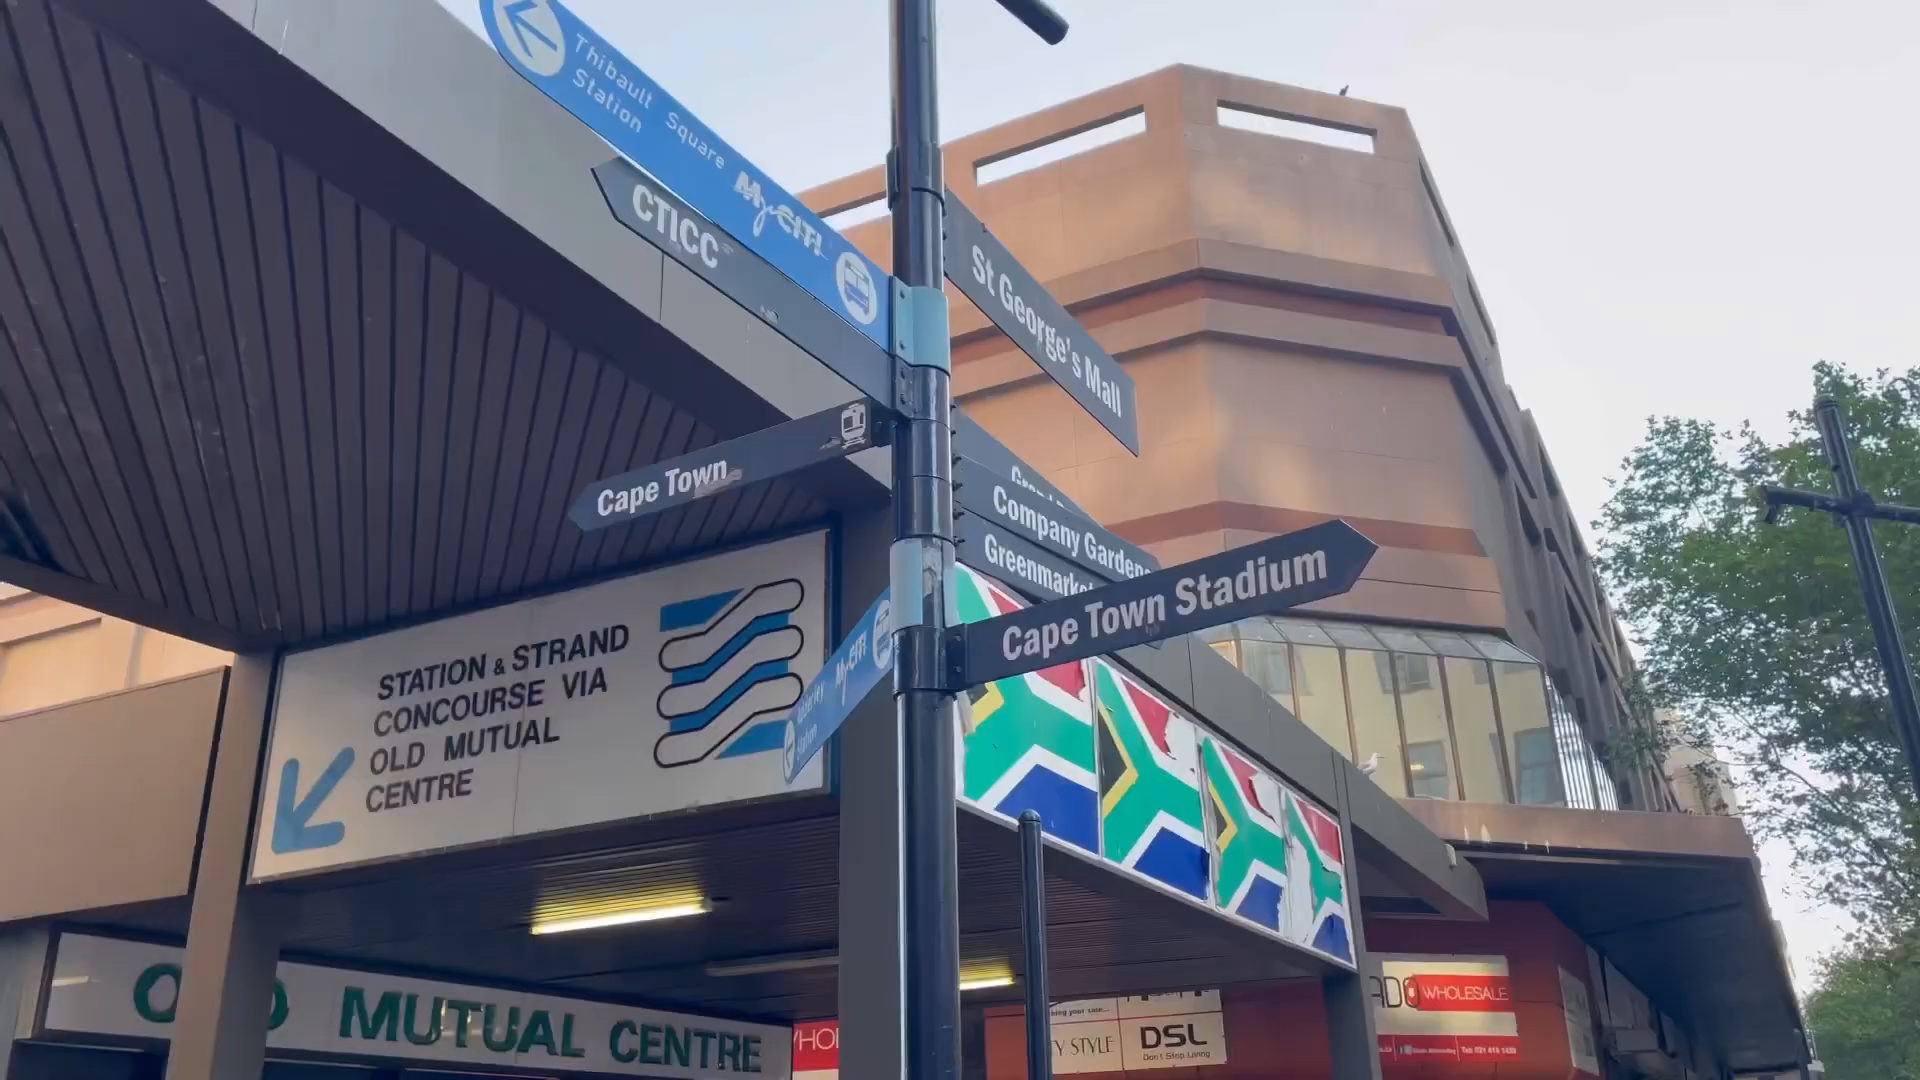 Thibault Square
Station
MyCiTi
CTICC
St George's Mall
Cape Town
Company Gardens
Greenmarket
Cape Town Stadium
MyCiTi
Station
STATION & STRAND
CONCOURSE VIA
OLD MUTUAL
CENTRE
MUTUAL CENTRE
WHOLESALE
STYLE
DSL
Don't Stop Living